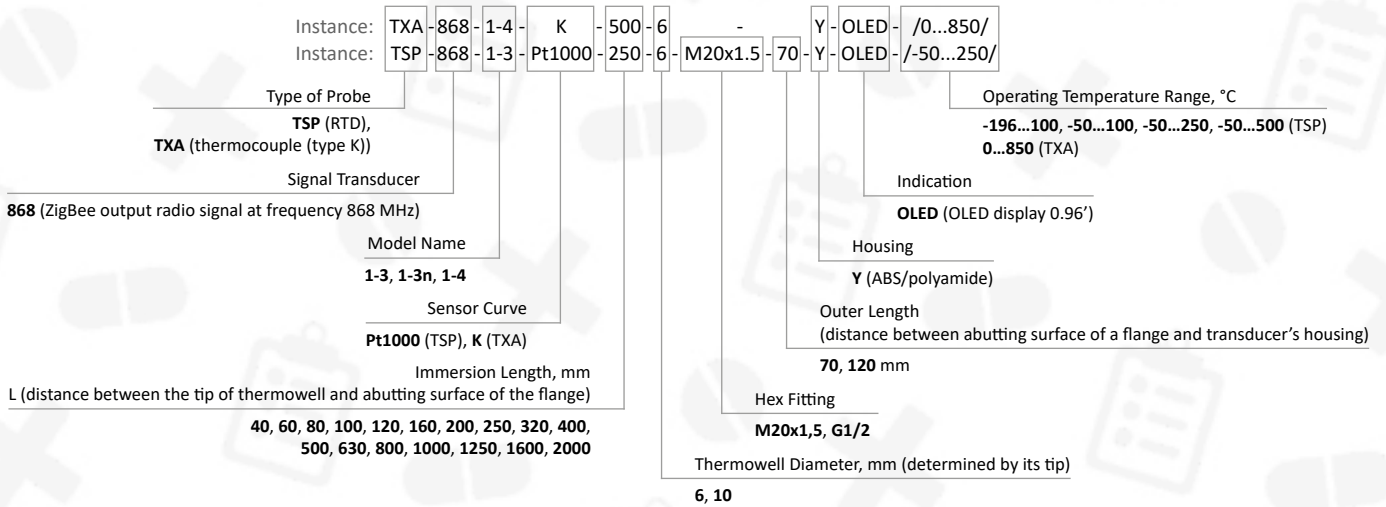 Instance: TXA -868- 1-4 - K - 500 - 6 - Y - OLED - /0...850/
Instance: TSP -868- 1-3 - Pt1000 - 250 - 6 - M20x1.5 - 70 - Y - OLED - /-50...250/
Type of Probe
TSP (RTD),
TXA (thermocouple (type K))
Operating Temperature Range, °C
-196...100, -50...100, -50...250, -50...500 (TSP)
0...850 (TXA)
Signal Transducer
868 (ZigBee output radio signal at frequency 868 MHz)
Indication
OLED (OLED display 0.96′)
Model Name
1-3, 1-3n, 1-4
Housing
Y (ABS/polyamide)
Sensor Curve
Pt1000 (TSP), K (TXA)
Outer Length
(distance between abutting surface of a flange and transducer's housing)
70, 120 mm
Immersion Length, mm
L (distance between the tip of thermowell and abutting surface of the flange)
40, 60, 80, 100, 120, 160, 200, 250, 320, 400,
500, 630, 800, 1000, 1250, 1600, 2000
Hex Fitting
M20x1,5, G1/2
Thermowell Diameter, mm (determined by its tip)
6, 10